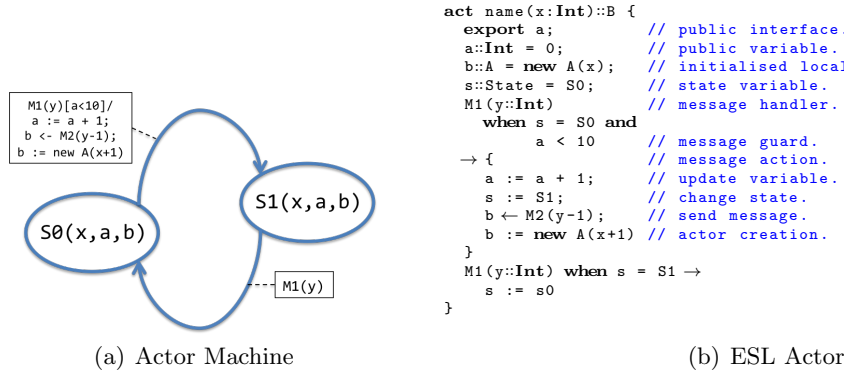 M1(y)[a<10]/
a := a + 1;
b <- M2(y-1);
b := new A(x+1)
S0(x,a,b)
S1(x,a,b)
M1(y)
(a) Actor Machine
act name(x:Int)::B {
export a; // public interface.
a::Int = 0; // public variable.
b::A = new A(x); // initialised local
s::State = S0; // state variable.
M1(y::Int) // message handler.
when s = S0 and
a < 10 // message guard.
→ { // message action.
a := a + 1; // update variable.
s := S1; // change state.
b ← M2(y-1); // send message.
b := new A(x+1) // actor creation.
}
M1(y::Int) when s = S1 →
s := s0
}
(b) ESL Actor